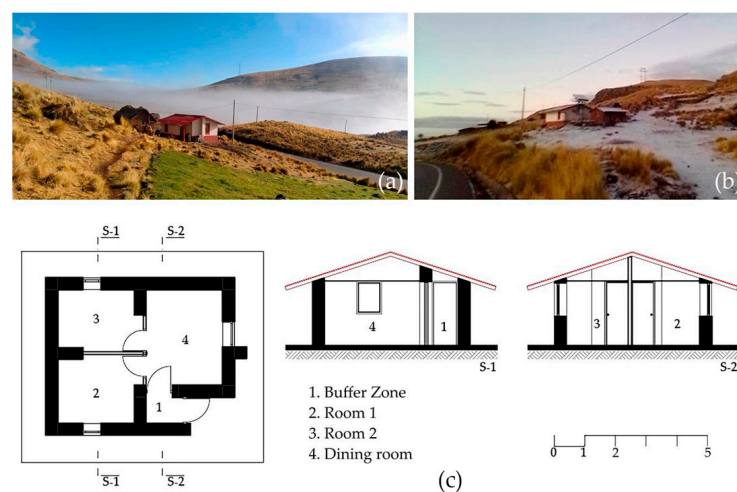 (a)
(b)
S-1
S-2
3
4
2
1
S-1
S-2
4
1
S-1
3
2
S-2
1. Buffer Zone
2. Room 1
3. Room 2
4. Dining room
0
1
2
5
(c)